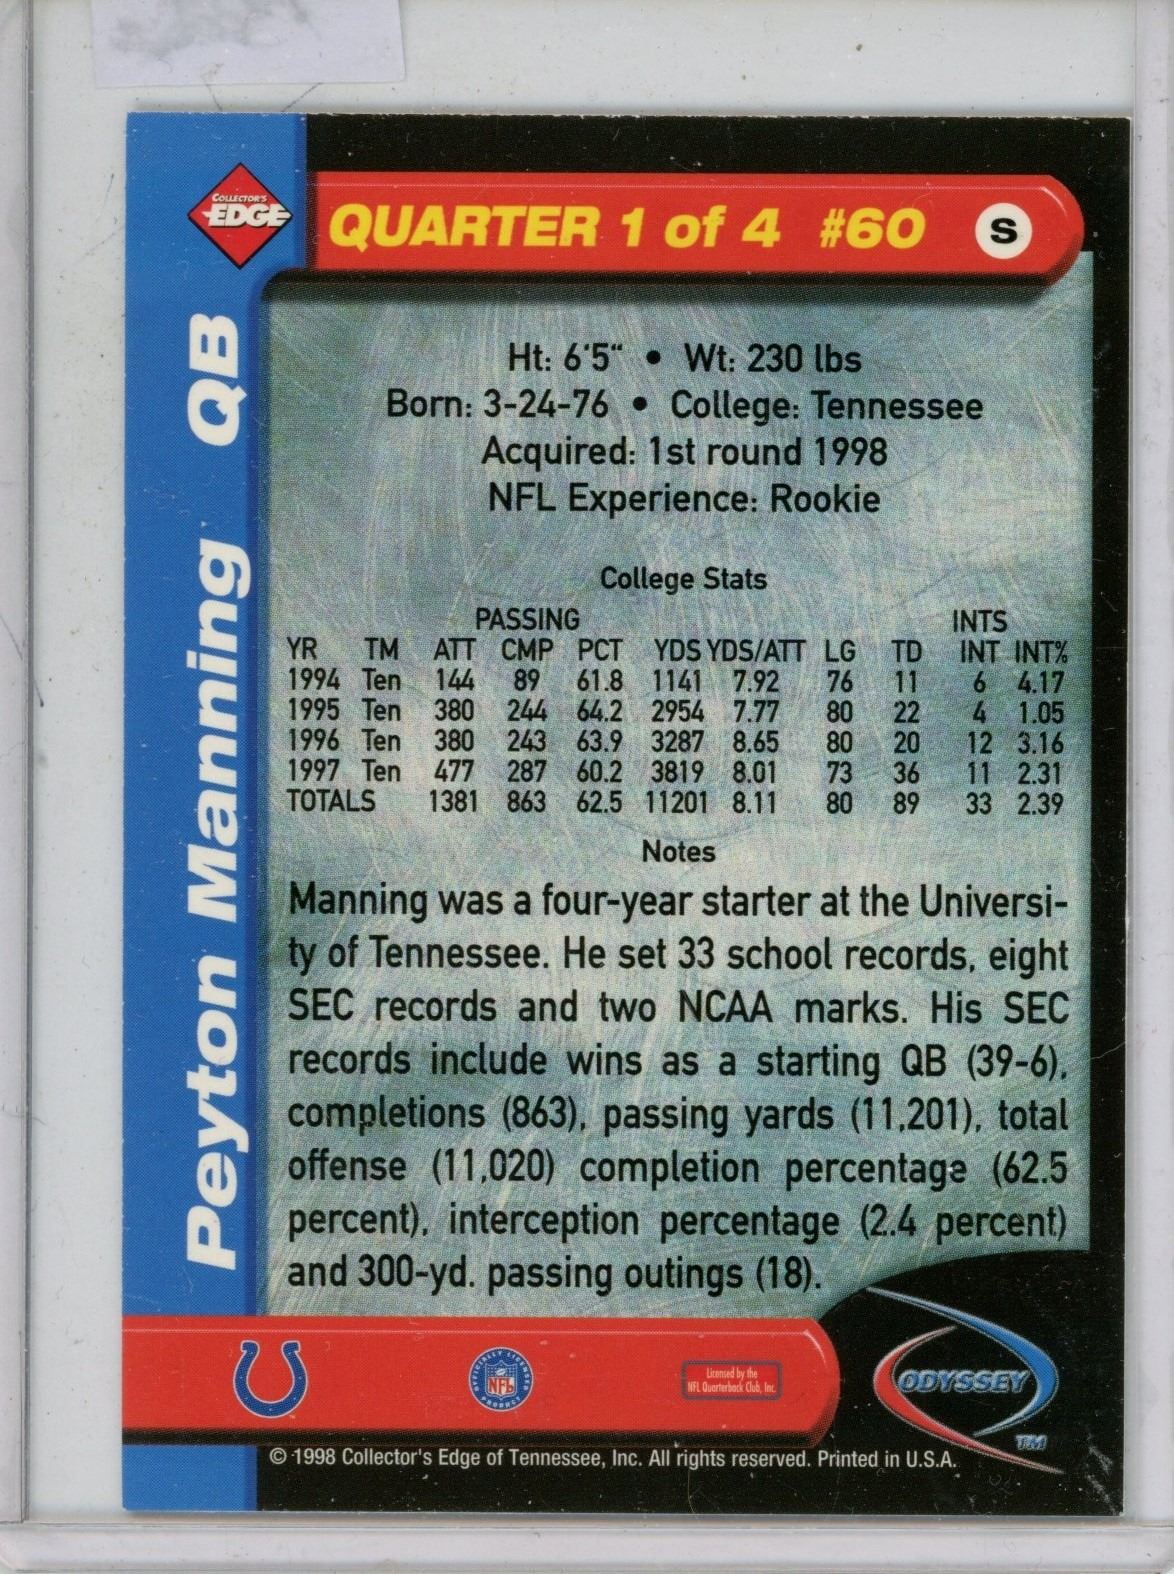 COLLECTOR'S
EDGE
QUARTER 1 of 4 #60 S
Peyton Manning QB
Ht: 6'5" • Wt: 230 lbs
Born: 3-24-76 • College: Tennessee
Acquired: 1st round 1998
NFL Experience: Rookie
College Stats
PASSING INTS
YR TM ATT CMP PCT YDS YDS/ATT LG TD INT INT%
1994 Ten 144 89 61.8 1141 7.92 76 11 6 4.17
1995 Ten 380 244 64.2 2954 7.77 80 22 4 1.05
1996 Ten 380 243 63.9 3287 8.65 80 20 12 3.16
1997 Ten 477 287 60.2 3819 8.01 73 36 11 2.31
TOTALS 1381 863 62.5 11201 8.11 80 89 33 2.39
Notes
Manning was a four-year starter at the Universi-
ty of Tennessee. He set 33 school records, eight
SEC records and two NCAA marks. His SEC
records include wins as a starting QB (39-6),
completions (863), passing yards (11,201), total
offense (11,020) completion percentage (62.5
percent), interception percentage (2.4 percent)
and 300-yd. passing outings (18).
OFFICIALLY LICENSED
NFL
PRODUCT
Licensed by the
NFL Quarterback Club, Inc.
ODYSSEY
TM
© 1998 Collector's Edge of Tennessee, Inc. All rights reserved. Printed in U.S.A.